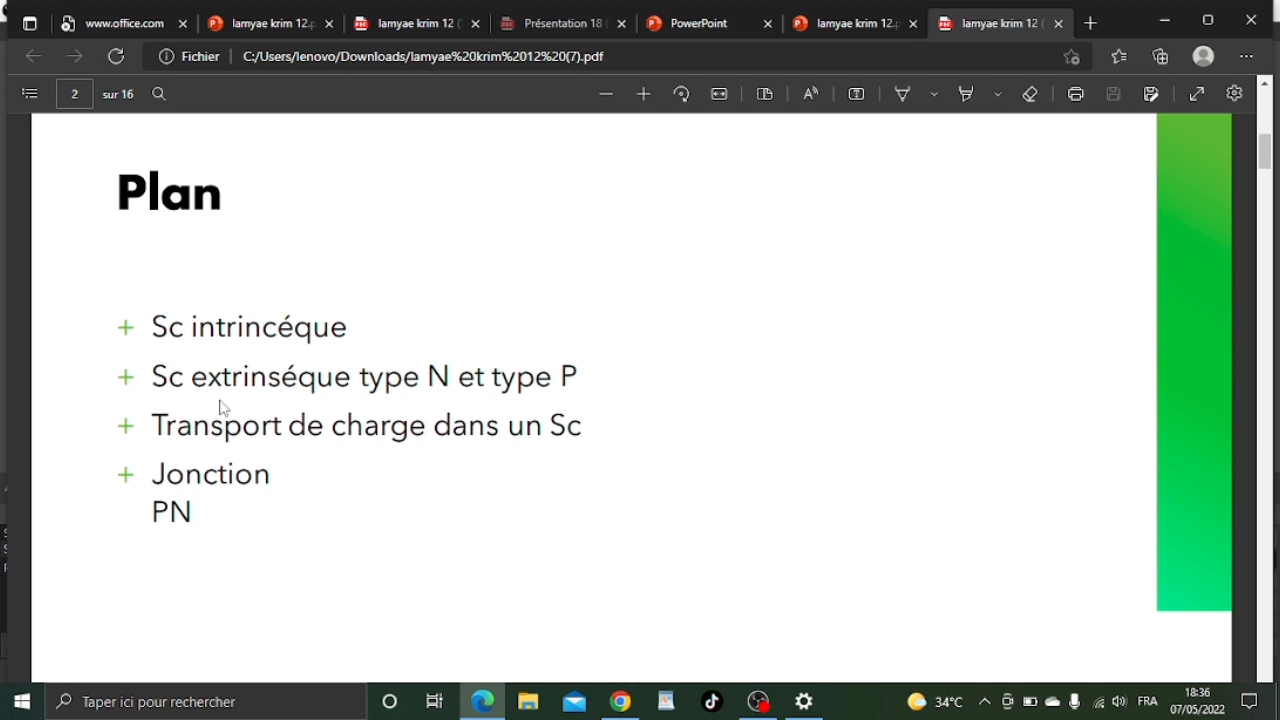 www.office.com
lamyae krim 12.p
lamyae krim 12 (
Présentation 18 (
PowerPoint
lamyae krim 12.p
lamyae krim 12 (
Fichier
C:/Users/lenovo/Downloads/lamyae%20krim%2012%20(7).pdf
2 sur 16
Plan
+ Sc intrincéque
+ Sc extrinséque type N et type P
+ Transport de charge dans un Sc
+ Jonction
PN
Taper ici pour rechercher
34°C
FRA
18:36
07/05/2022